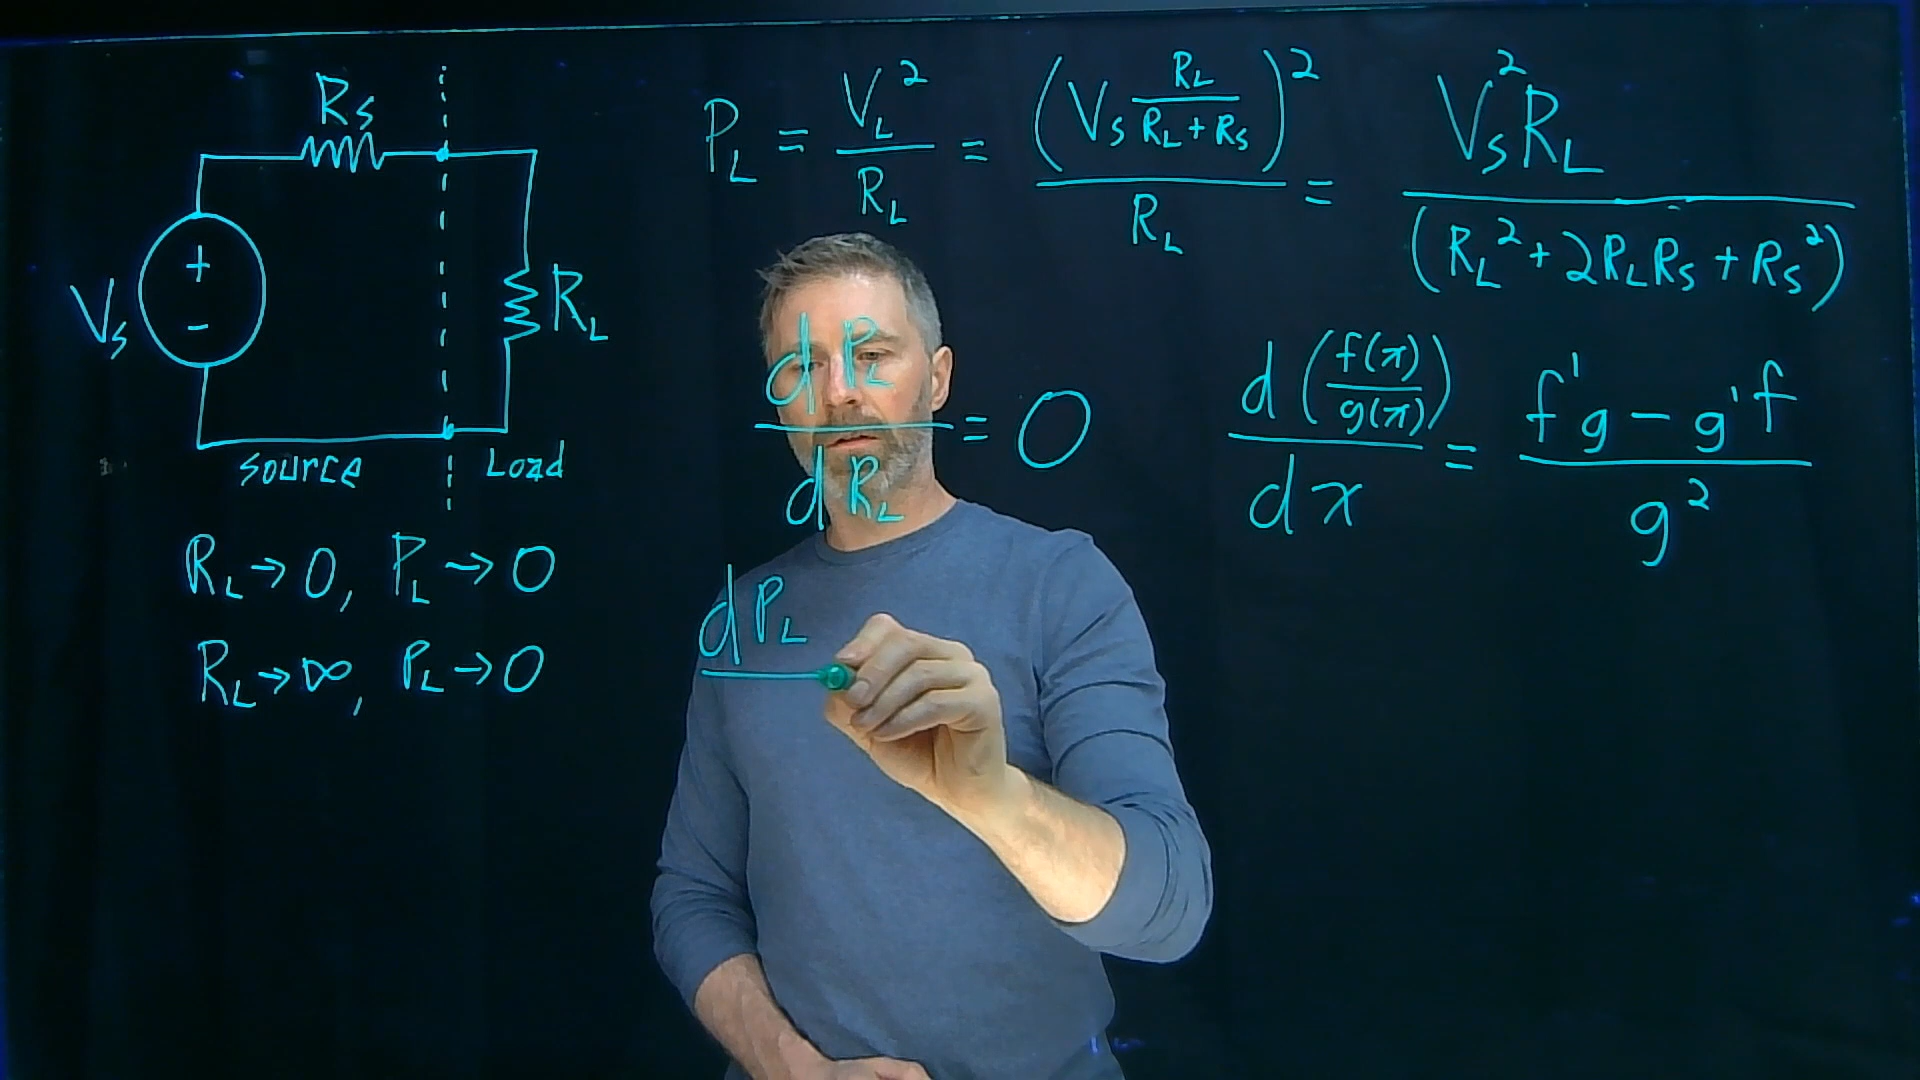 Rs
Vs
+
-
RL
source Load
RL → 0, PL → 0
RL → ∞, PL → 0
PL = VL² / RL = (Vs RL / (RL + Rs))² / RL = Vs² RL / (RL² + 2RLRs + Rs²)
dPL / dRL = 0
d(f(x) / g(x)) / dx = f'g - g'f / g²
dPL